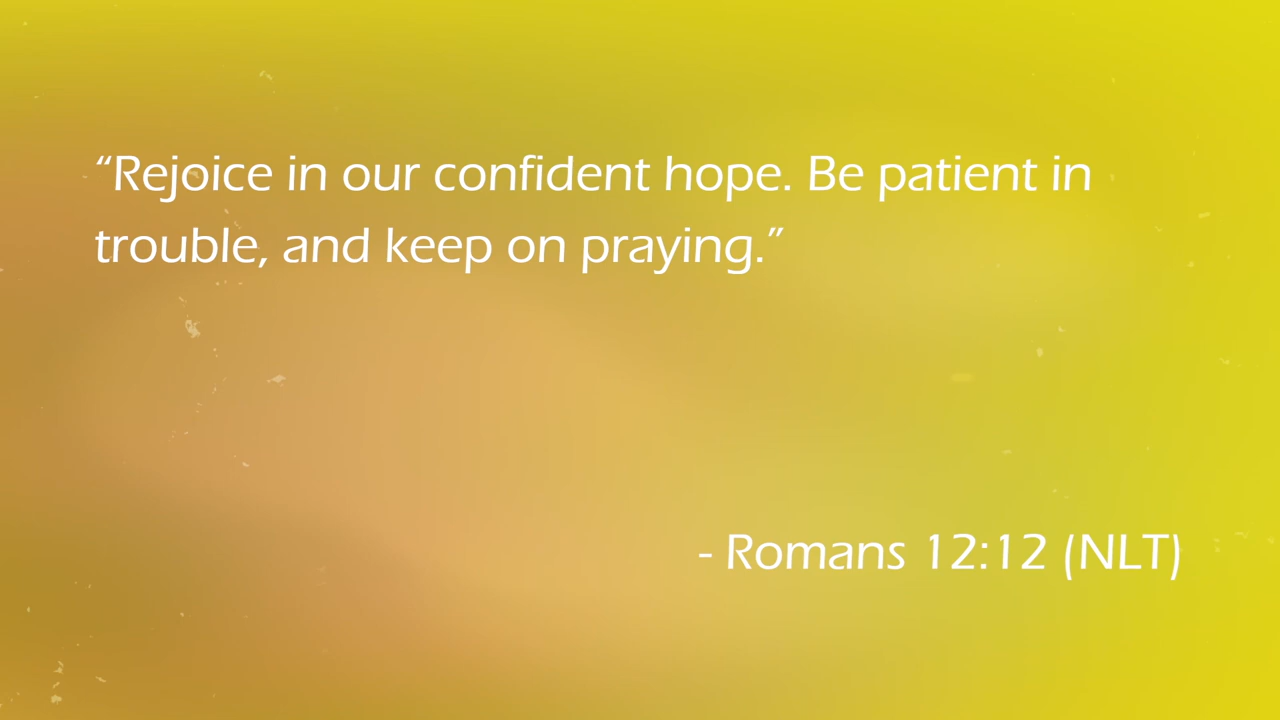 “Rejoice in our confident hope. Be patient in
trouble, and keep on praying.”
- Romans 12:12 (NLT)